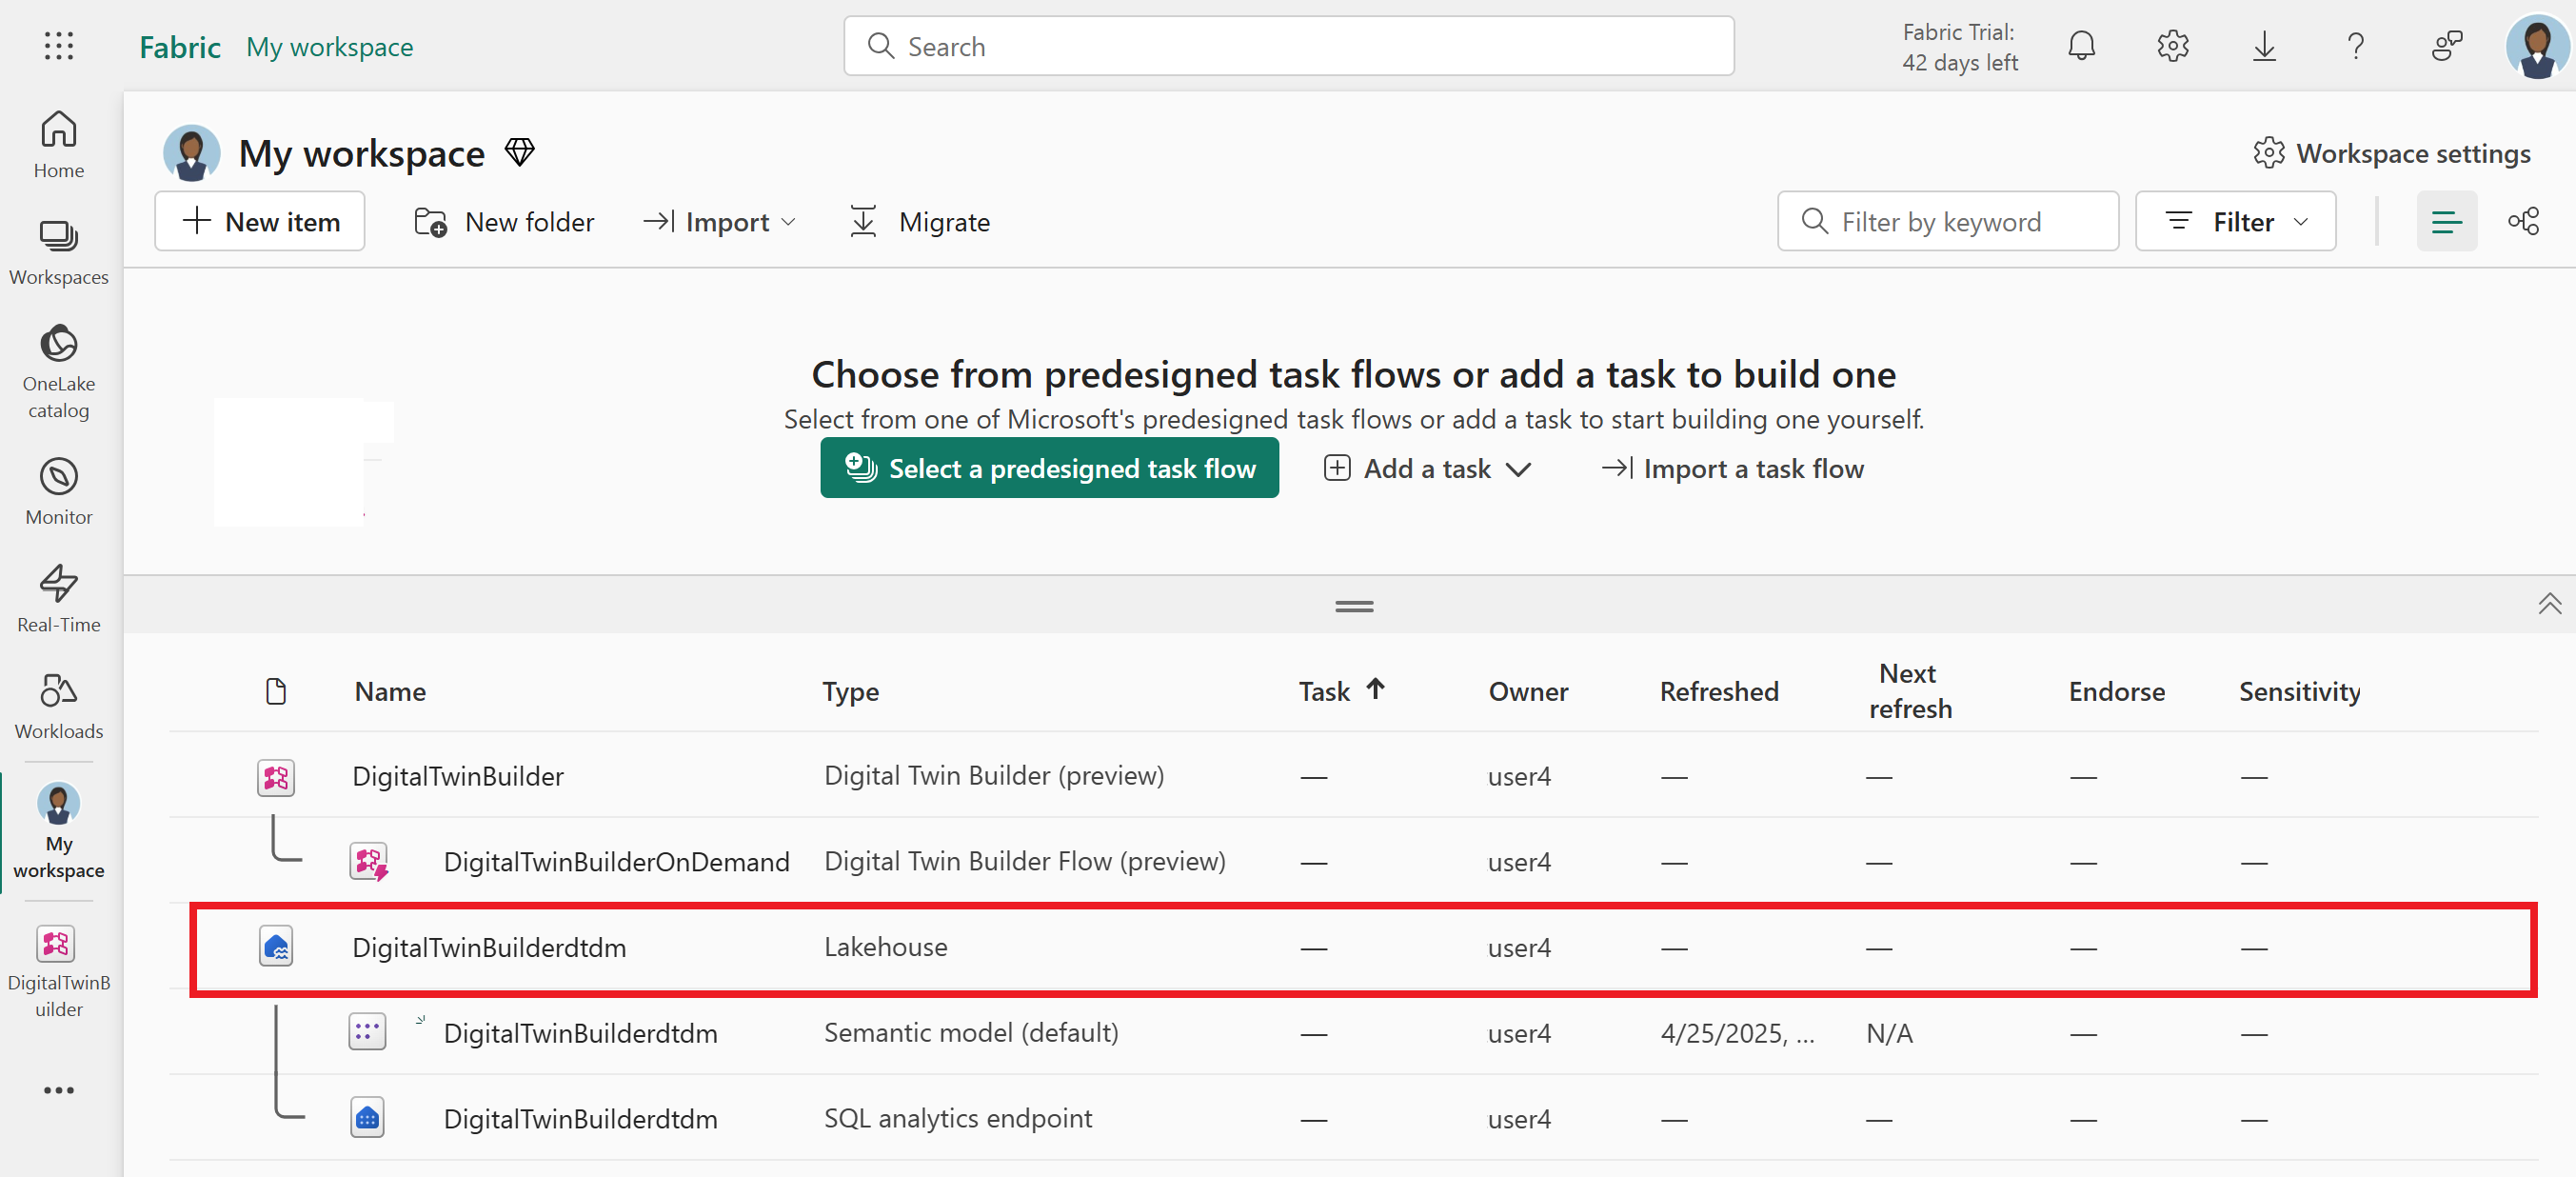 Fabric My workspace
Search
Fabric Trial:
42 days left
Home
Workspaces
OneLake
catalog
Monitor
Real-Time
Workloads
My
workspace
DigitalTwinB
uilder
My workspace
Workspace settings
New item
New folder
Import
Migrate
Filter by keyword
Filter
Choose from predesigned task flows or add a task to build one
Select from one of Microsoft's predesigned task flows or add a task to start building one yourself.
Select a predesigned task flow
Add a task
Import a task flow
Name Type Task Owner Refreshed Next refresh Endorse Sensitivity
DigitalTwinBuilder Digital Twin Builder (preview) — user4 — — — —
DigitalTwinBuilderOnDemand Digital Twin Builder Flow (preview) — user4 — — — —
DigitalTwinBuilderdtdm Lakehouse — user4 — — — —
DigitalTwinBuilderdtdm Semantic model (default) — user4 4/25/2025, ... N/A — —
DigitalTwinBuilderdtdm SQL analytics endpoint — user4 — — — —